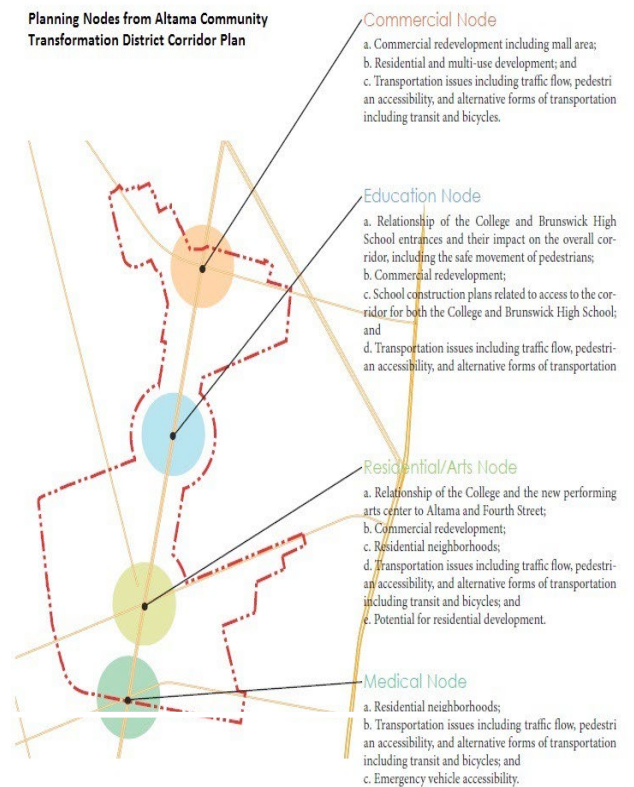 Planning Nodes from Altama Community
Transformation District Corridor Plan
Commercial Node
a. Commercial redevelopment including mall area;
b. Residential and multi-use development; and
c. Transportation issues including traffic flow, pedestri
an accessibility, and alternative forms of transportation
including transit and bicycles.
Education Node
a. Relationship of the College and Brunswick High
School entrances and their impact on the overall cor-
ridor, including the safe movement of pedestrians;
b. Commercial redevelopment;
c. School construction plans related to access to the cor-
ridor for both the College and Brunswick High School;
and
d. Transportation issues including traffic flow, pedestri-
an accessibility, and alternative forms of transportation
Residential/Arts Node
a. Relationship of the College and the new performing
arts center to Altama and Fourth Street;
b. Commercial redevelopment;
c. Residential neighborhoods;
d. Transportation issues including traffic flow, pedestri-
an accessibility, and alternative forms of transportation
including transit and bicycles; and
e. Potential for residential development.
Medical Node
a. Residential neighborhoods;
b. Transportation issues including traffic flow, pedestri
an accessibility, and alternative forms of transportation
including transit and bicycles; and
c. Emergency vehicle accessibility.